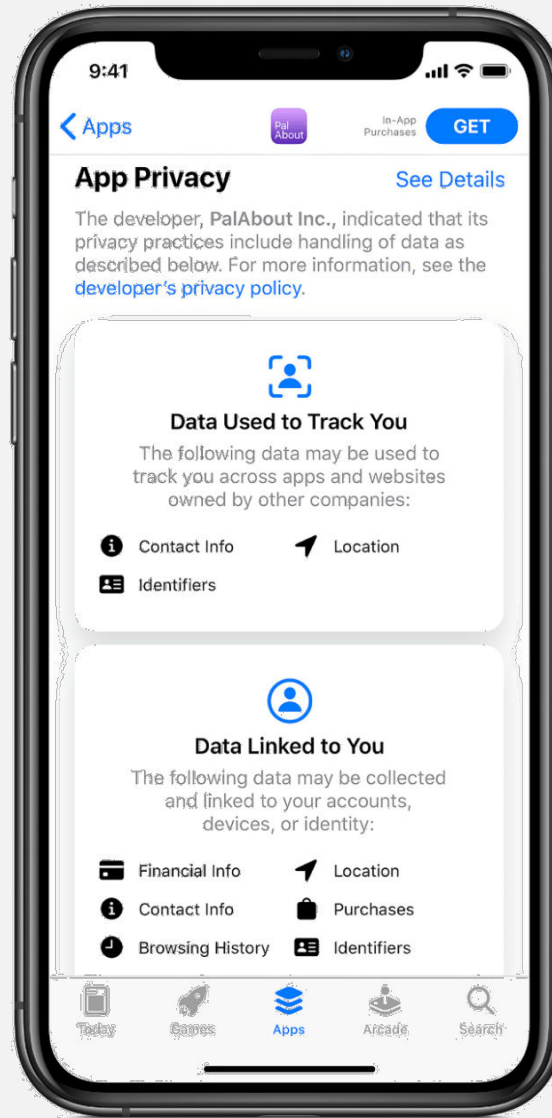 9:41
Apps
Pal
About
In-App
Purchases
GET
App Privacy
See Details
The developer, PalAbout Inc., indicated that its
privacy practices include handling of data as
described below. For more information, see the
developer's privacy policy.
Data Used to Track You
The following data may be used to
track you across apps and websites
owned by other companies:
Contact Info
Location
Identifiers
Data Linked to You
The following data may be collected
and linked to your accounts,
devices, or identity:
Financial Info
Location
Contact Info
Purchases
Browsing History
Identifiers
Today
Games
Apps
Arcade
Search